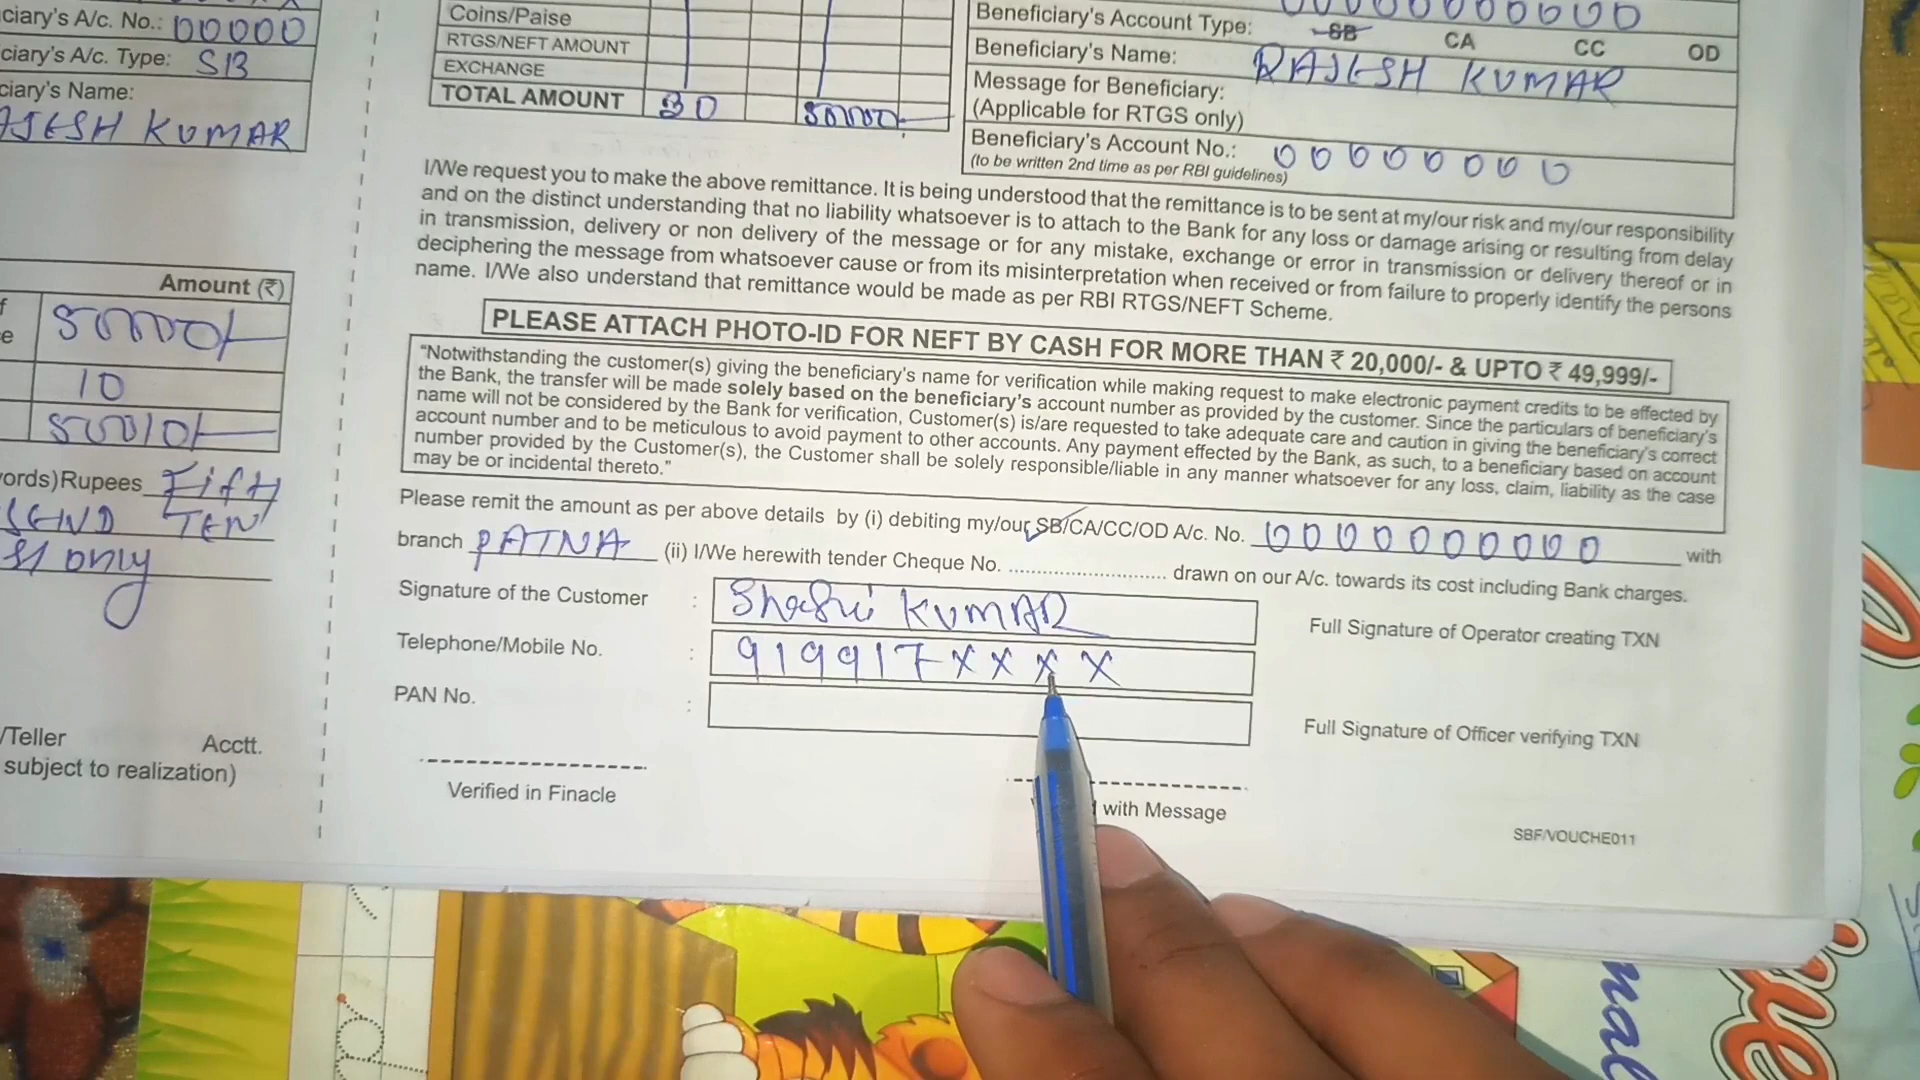 ciary's A/c. No.: 00000
ciary's A/c. Type: SB
ciary's Name:
AJESH KUMAR
Amount (₹)
50000/-
10
50010/-
ords)Rupees Fifty
TEN
only
/Teller Acctt.
subject to realization)
Coins/Paise
RTGS/NEFT AMOUNT
EXCHANGE
TOTAL AMOUNT 30 50000
Beneficiary's Account Type: SB CA CC OD
Beneficiary's Name: RAJESH KUMAR
Message for Beneficiary:
(Applicable for RTGS only)
Beneficiary's Account No.: 00000000
(to be written 2nd time as per RBI guidelines)
I/We request you to make the above remittance. It is being understood that the remittance is to be sent at my/our risk and my/our responsibility
and on the distinct understanding that no liability whatsoever is to attach to the Bank for any loss or damage arising or resulting from delay
in transmission, delivery or non delivery of the message or for any mistake, exchange or error in transmission or delivery thereof or in
deciphering the message from whatsoever cause or from its misinterpretation when received or from failure to properly identify the persons
name. I/We also understand that remittance would be made as per RBI RTGS/NEFT Scheme.
PLEASE ATTACH PHOTO-ID FOR NEFT BY CASH FOR MORE THAN ₹ 20,000/- & UPTO ₹ 49,999/-
"Notwithstanding the customer(s) giving the beneficiary's name for verification while making request to make electronic payment credits to be effected by
the Bank, the transfer will be made solely based on the beneficiary's account number as provided by the customer. Since the particulars of beneficiary's
name will not be considered by the Bank for verification, Customer(s) is/are requested to take adequate care and caution in giving the beneficiary's correct
account number and to be meticulous to avoid payment to other accounts. Any payment effected by the Bank, as such, to a beneficiary based on account
number provided by the Customer(s), the Customer shall be solely responsible/liable in any manner whatsoever for any loss, claim, liability as the case
may be or incidental thereto."
Please remit the amount as per above details by (i) debiting my/our SB/CA/CC/OD A/c. No. 0000000000 with
branch PATNA (ii) I/We herewith tender Cheque No. ............................ drawn on our A/c. towards its cost including Bank charges.
Signature of the Customer : Shashi KUMAR
Full Signature of Operator creating TXN
Telephone/Mobile No. : 919917XXXX
PAN No. :
Full Signature of Officer verifying TXN
Verified in Finacle
with Message
SBF/VOUCHE011